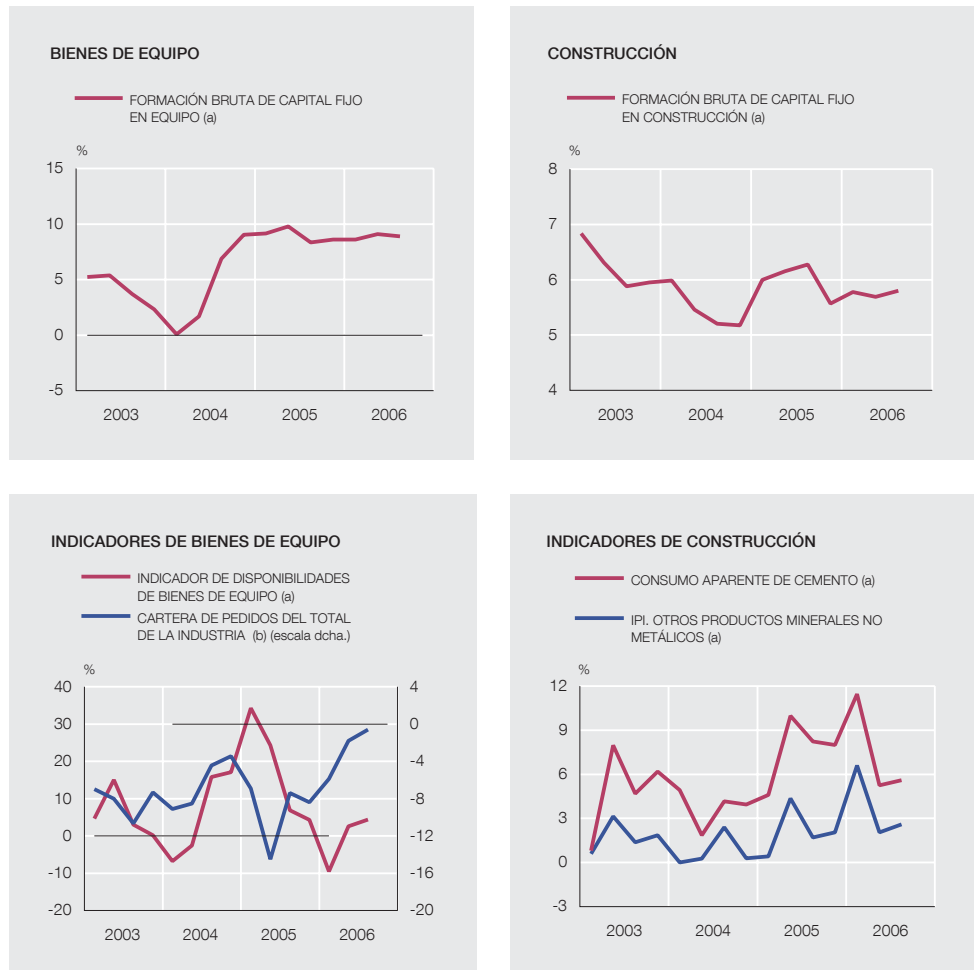 BIENES DE EQUIPO
FORMACIÓN BRUTA DE CAPITAL FIJO
EN EQUIPO (a)
%
15
10
5
0
-5
2003 2004 2005 2006
CONSTRUCCIÓN
FORMACIÓN BRUTA DE CAPITAL FIJO
EN CONSTRUCCIÓN (a)
%
8
7
6
5
4
2003 2004 2005 2006
INDICADORES DE BIENES DE EQUIPO
INDICADOR DE DISPONIBILIDADES
DE BIENES DE EQUIPO (a)
CARTERA DE PEDIDOS DEL TOTAL
DE LA INDUSTRIA (b) (escala dcha.)
%
40 4
30 0
20 -4
10 -8
0 -12
-10 -16
-20 -20
2003 2004 2005 2006
INDICADORES DE CONSTRUCCIÓN
CONSUMO APARENTE DE CEMENTO (a)
IPI. OTROS PRODUCTOS MINERALES NO
METÁLICOS (a)
%
12
9
6
3
0
-3
2003 2004 2005 2006